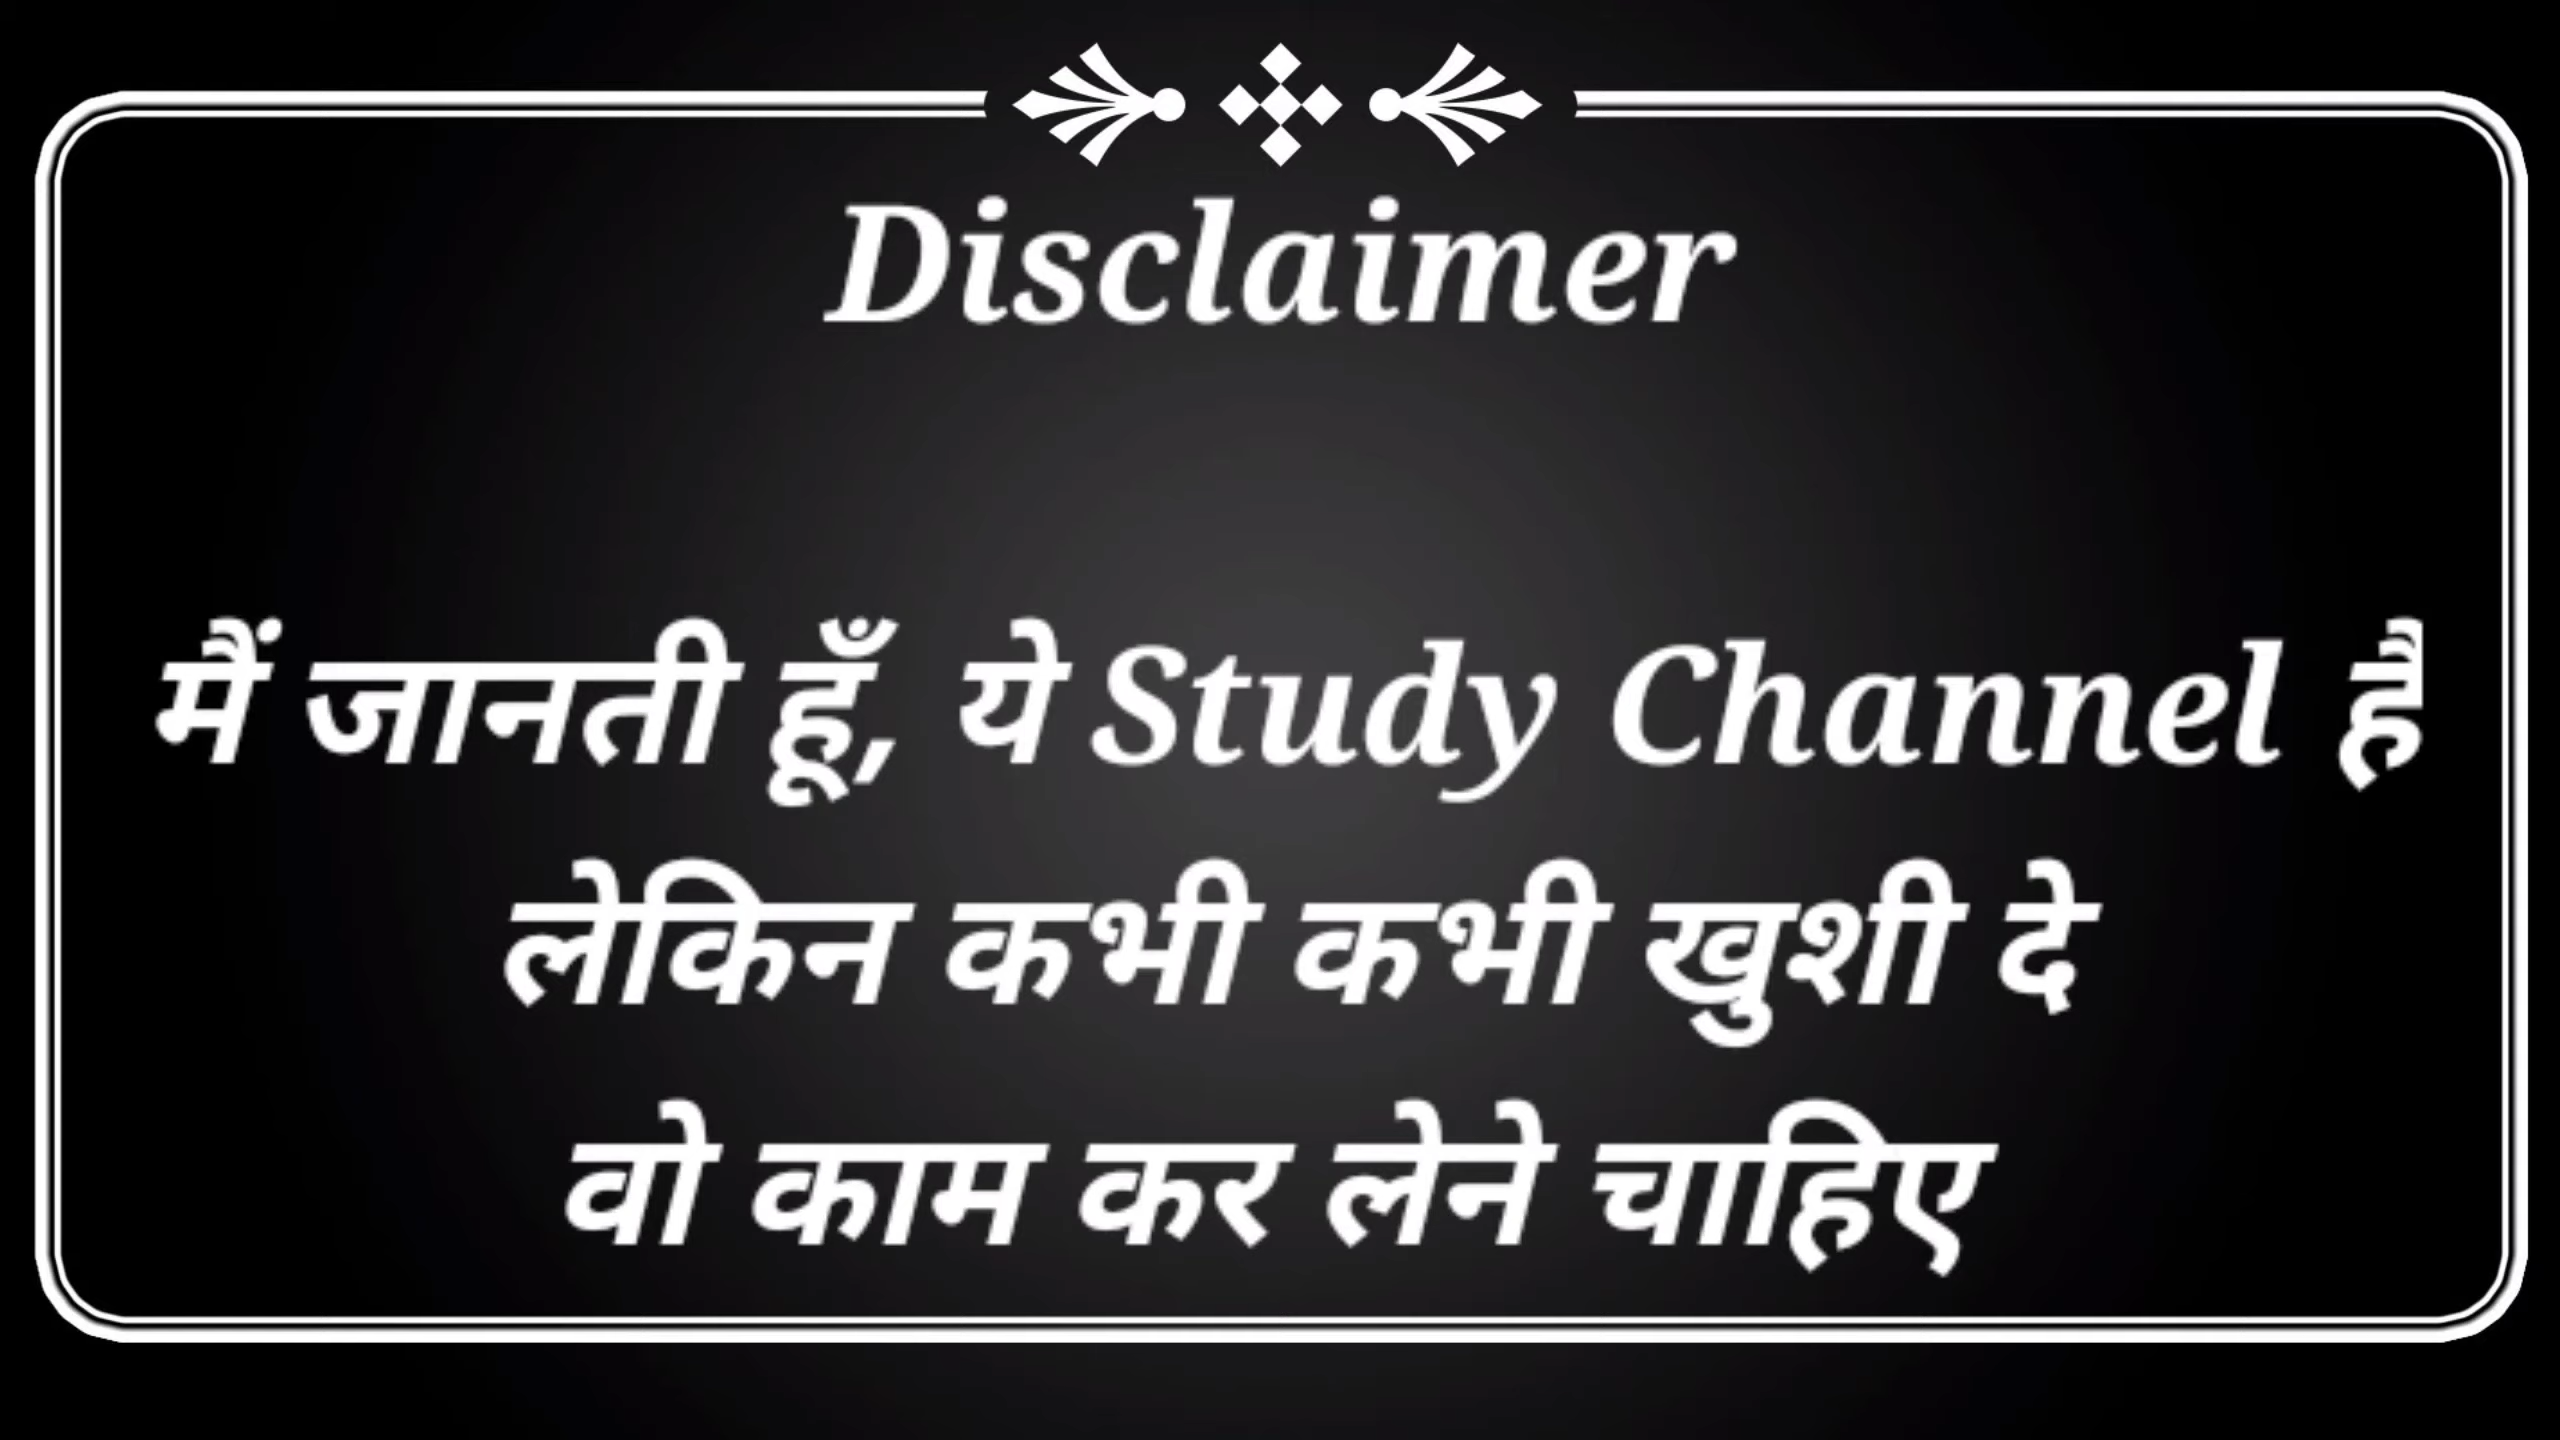 Disclaimer
मैं जानती हूँ, ये Study Channel है
लेकिन कभी कभी खुशी दे
वो काम कर लेने चाहिए